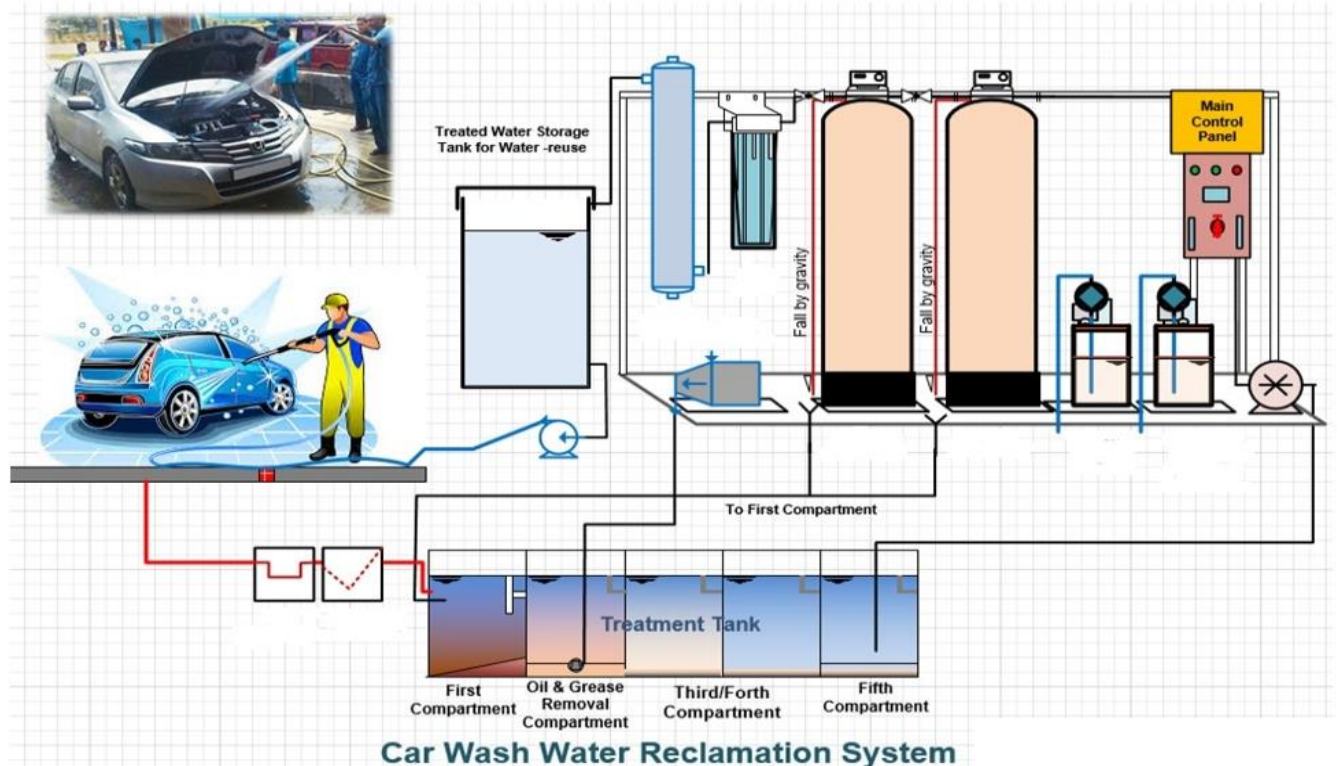 Treated Water Storage
Tank for Water -reuse
Main
Control
Panel
Fall by gravity
Fall by gravity
To First Compartment
Treatment Tank
First
Compartment
Oil & Grease
Removal
Compartment
Third/Forth
Compartment
Fifth
Compartment
Car Wash Water Reclamation System